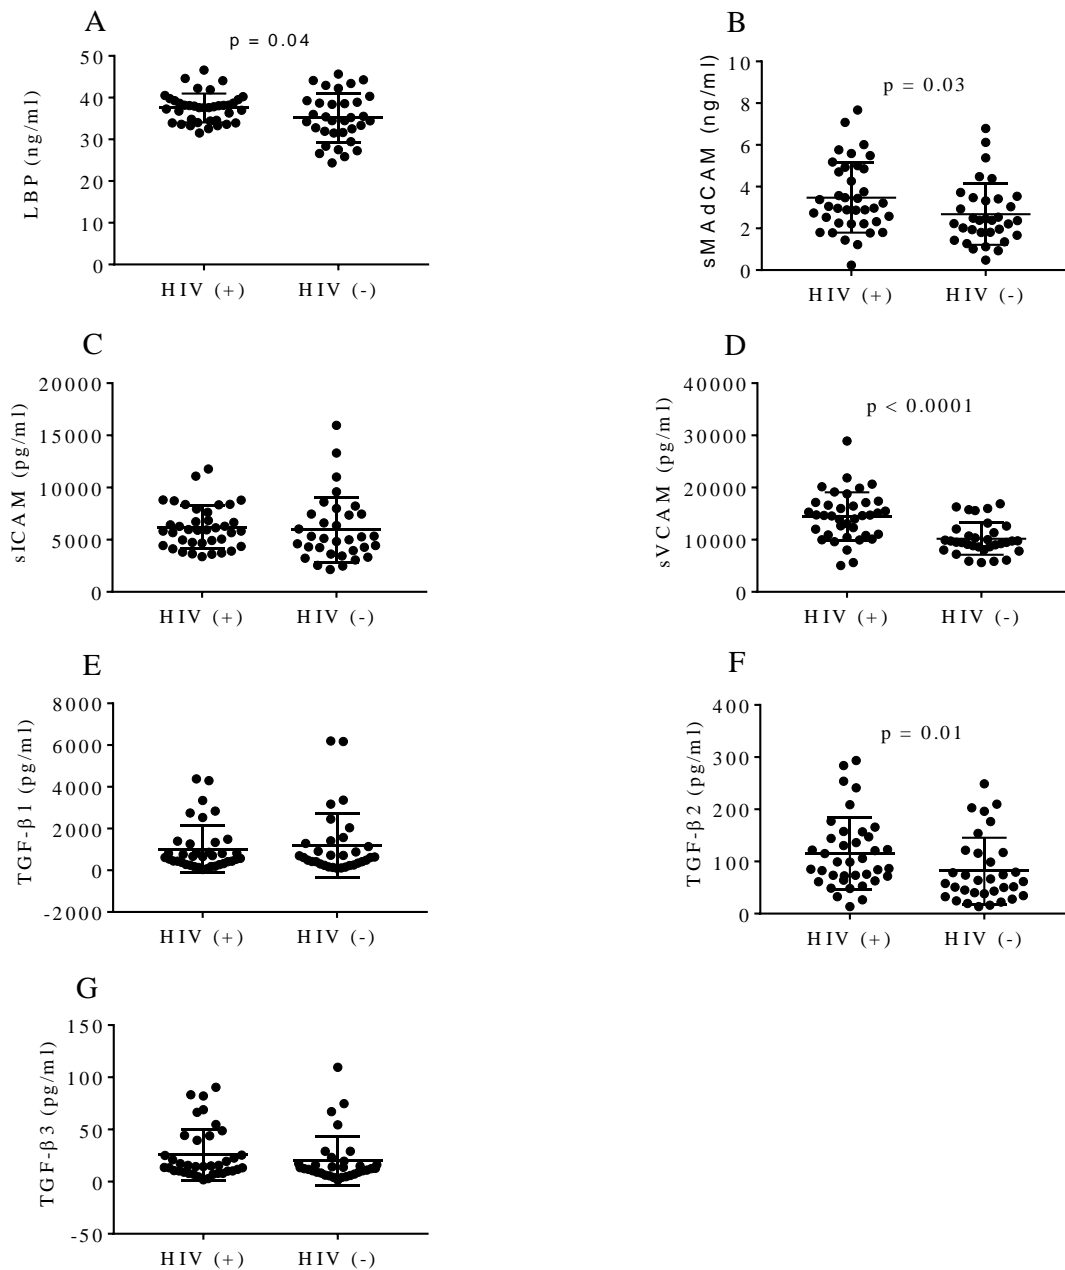 A
p = 0.04
LBP (ng/ml)
50
40
30
20
10
0
HIV (+)
HIV (-)
B
p = 0.03
sMAdCAM (ng/ml)
10
8
6
4
2
0
HIV (+)
HIV (-)
C
sICAM (pg/ml)
20000
15000
10000
5000
0
HIV (+)
HIV (-)
D
p < 0.0001
sVCAM (pg/ml)
40000
30000
20000
10000
0
HIV (+)
HIV (-)
E
TGF-β1 (pg/ml)
8000
6000
4000
2000
0
-2000
HIV (+)
HIV (-)
F
p = 0.01
TGF-β2 (pg/ml)
400
300
200
100
0
HIV (+)
HIV (-)
G
TGF-β3 (pg/ml)
150
100
50
0
-50
HIV (+)
HIV (-)